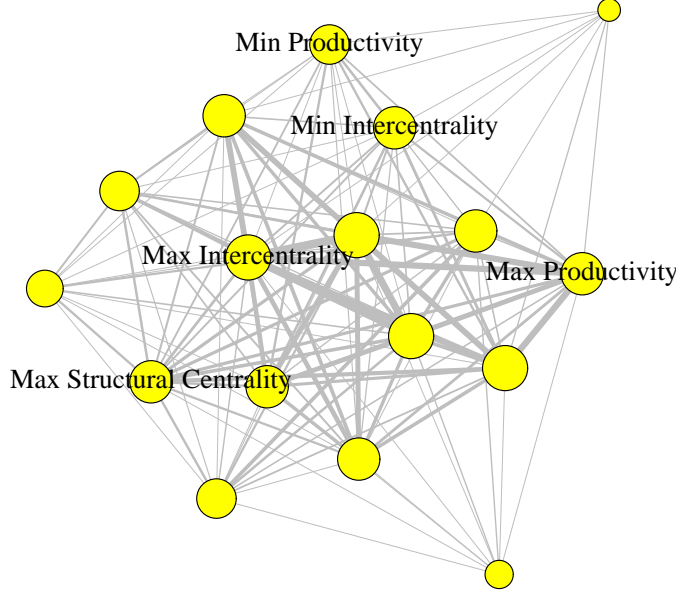 Min Productivity
Min Intercentrality
Max Intercentrality
Max Productivity
Max Structural Centrality